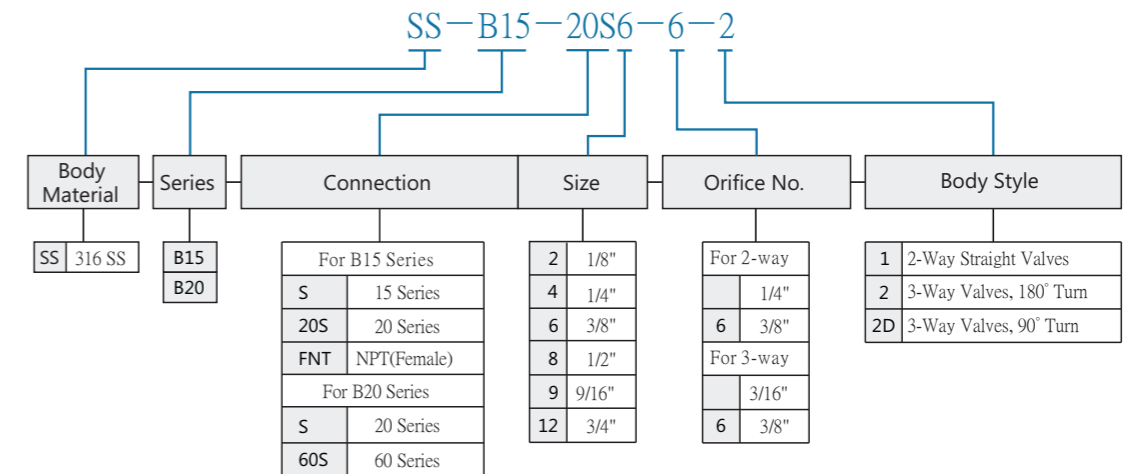 SS－B15－20S6－6－2
Body Material
Series
Connection
Size
Orifice No.
Body Style
SS 316 SS
B15
B20
For B15 Series
S 15 Series
20S 20 Series
FNT NPT(Female)
For B20 Series
S 20 Series
60S 60 Series
2 1/8"
4 1/4"
6 3/8"
8 1/2"
9 9/16"
12 3/4"
For 2-way
1/4"
6 3/8"
For 3-way
3/16"
6 3/8"
1 2-Way Straight Valves
2 3-Way Valves, 180° Turn
2D 3-Way Valves, 90° Turn